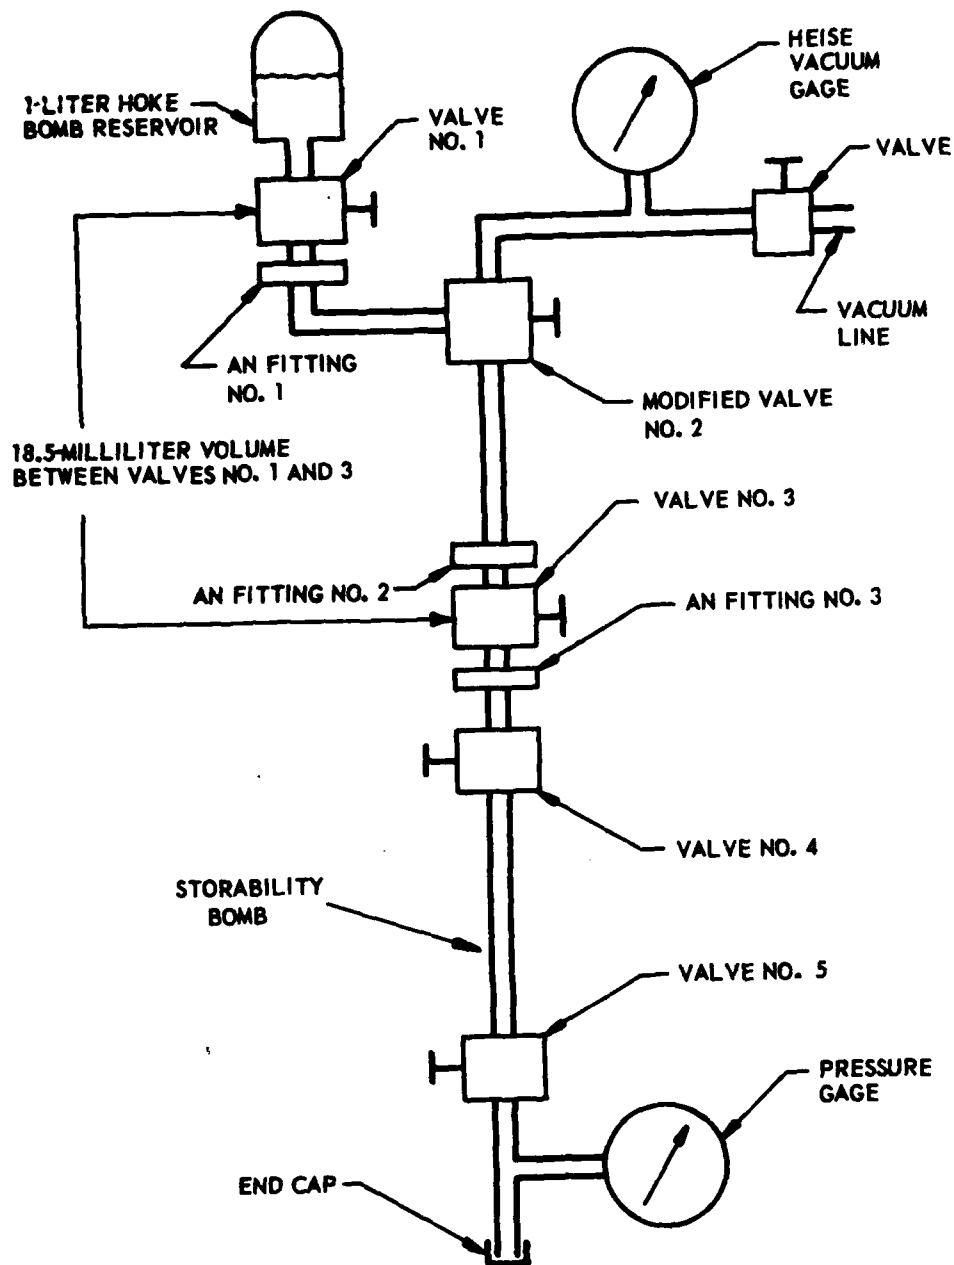 HEISE
VACUUM
GAGE
1-LITER HOKE
BOMB RESERVOIR
VALVE
NO. 1
VALVE
VACUUM
LINE
AN FITTING
NO. 1
MODIFIED VALVE
NO. 2
18.5-MILLILITER VOLUME
BETWEEN VALVES NO. 1 AND 3
VALVE NO. 3
AN FITTING NO. 2
AN FITTING NO. 3
VALVE NO. 4
STORABILITY
BOMB
VALVE NO. 5
PRESSURE
GAGE
END CAP